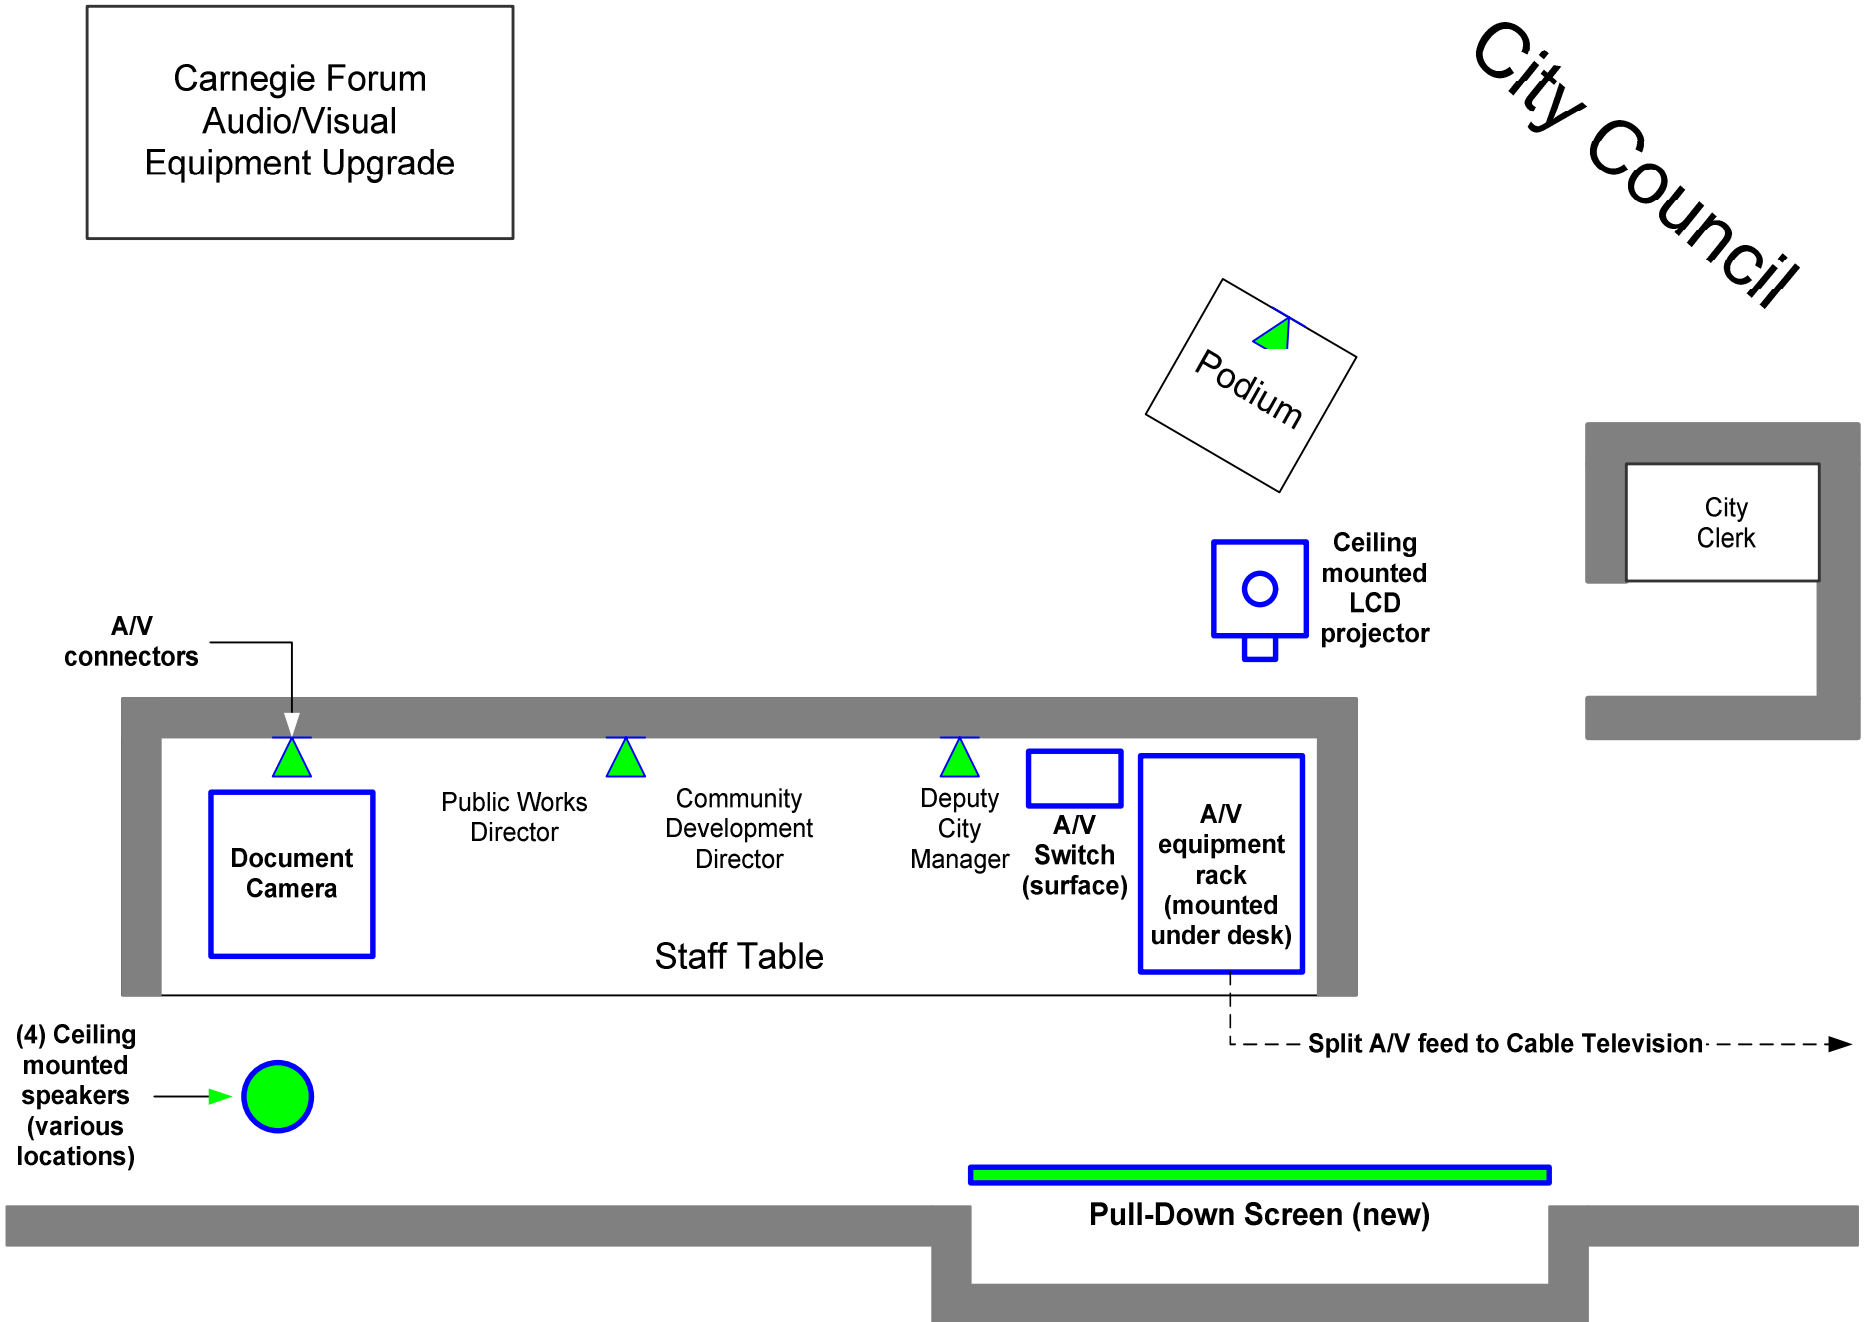 Carnegie Forum
Audio/Visual
Equipment Upgrade
City Council
Podium
City
Clerk
Ceiling
mounted
LCD
projector
A/V
connectors
Document
Camera
Public Works
Director
Community
Development
Director
Deputy
City
Manager
A/V
Switch
(surface)
A/V
equipment
rack
(mounted
under desk)
Staff Table
(4) Ceiling
mounted
speakers
(various
locations)
Split A/V feed to Cable Television
Pull-Down Screen (new)